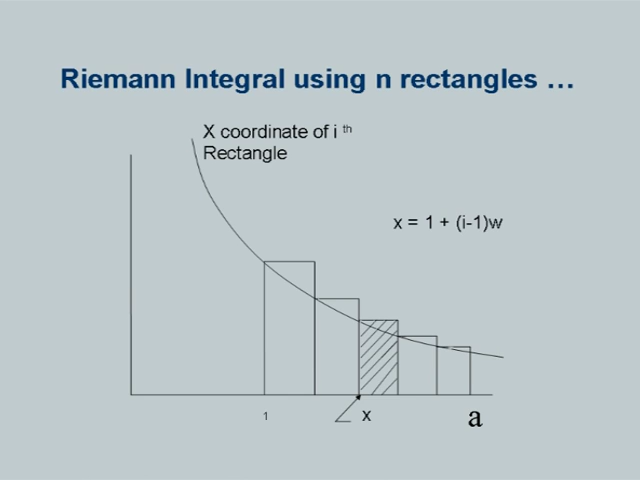 Riemann Integral using n rectangles …
X coordinate of i th
Rectangle
x = 1 + (i-1)w
1
x
a